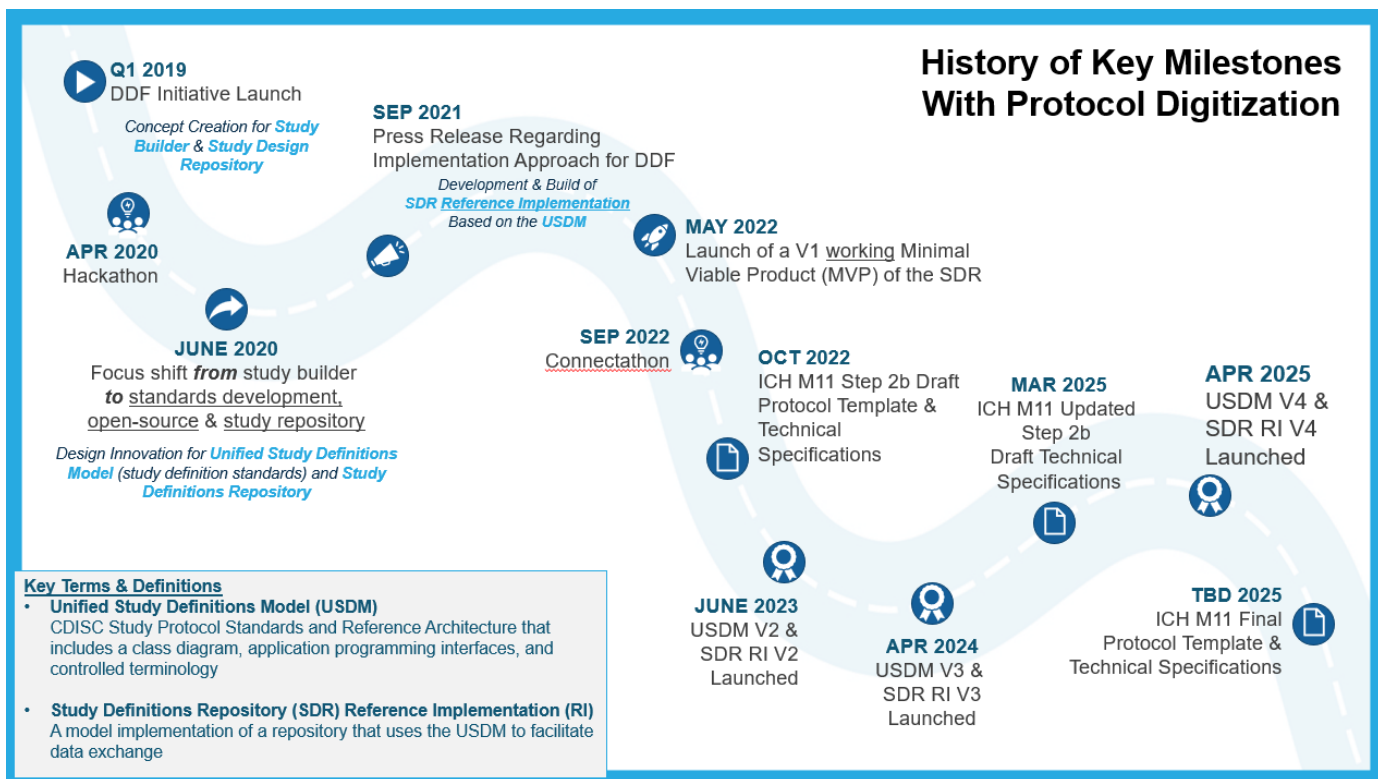 History of Key Milestones
With Protocol Digitization
Q1 2019
DDF Initiative Launch
Concept Creation for Study
Builder & Study Design
Repository
APR 2020
Hackathon
JUNE 2020
Focus shift from study builder
to standards development,
open-source & study repository
Design Innovation for Unified Study Definitions
Model (study definition standards) and Study
Definitions Repository
SEP 2021
Press Release Regarding
Implementation Approach for DDF
Development & Build of
SDR Reference Implementation
Based on the USDM
MAY 2022
Launch of a V1 working Minimal
Viable Product (MVP) of the SDR
SEP 2022
Connectathon
OCT 2022
ICH M11 Step 2b Draft
Protocol Template &
Technical
Specifications
JUNE 2023
USDM V2 &
SDR RI V2
Launched
APR 2024
USDM V3 &
SDR RI V3
Launched
MAR 2025
ICH M11 Updated
Step 2b
Draft Technical
Specifications
APR 2025
USDM V4 &
SDR RI V4
Launched
TBD 2025
ICH M11 Final
Protocol Template &
Technical Specifications
Key Terms & Definitions
• Unified Study Definitions Model (USDM)
CDISC Study Protocol Standards and Reference Architecture that
includes a class diagram, application programming interfaces, and
controlled terminology
• Study Definitions Repository (SDR) Reference Implementation (RI)
A model implementation of a repository that uses the USDM to facilitate
data exchange